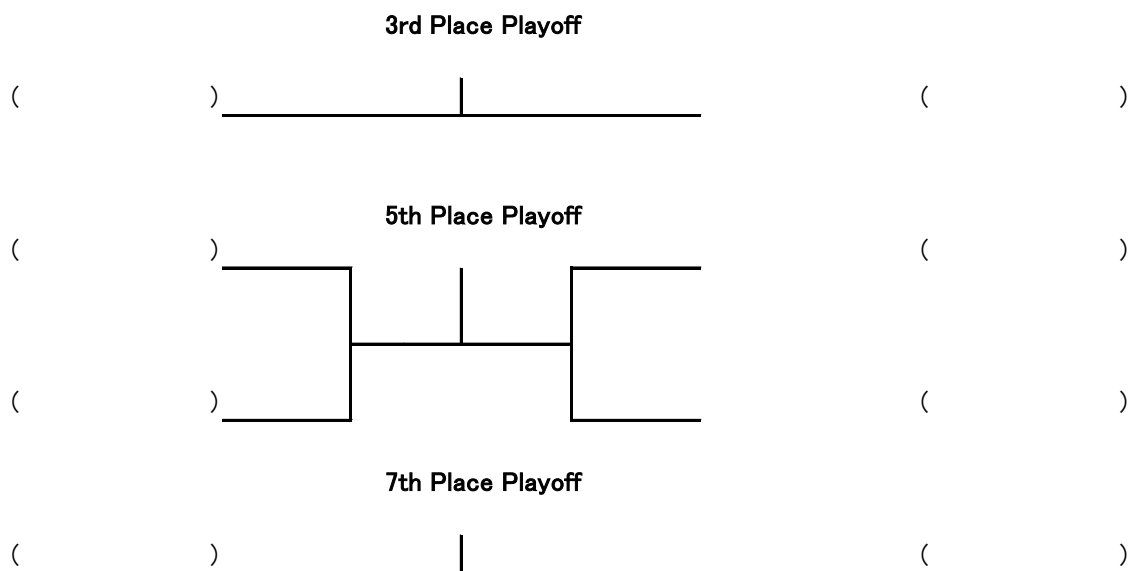 3rd Place Playoff
( ) ( )
5th Place Playoff
( ) ( )
( ) ( )
7th Place Playoff
( ) ( )